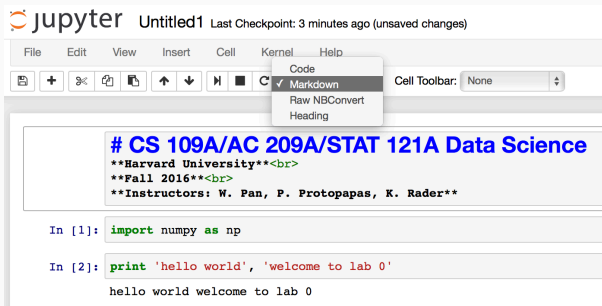 jupyter Untitled1 Last Checkpoint: 3 minutes ago (unsaved changes)
File Edit View Insert Cell Kernel Help
Code
Markdown Cell Toolbar: None
Raw NBConvert
Heading
# CS 109A/AC 209A/STAT 121A Data Science
**Harvard University**<br>
**Fall 2016**<br>
**Instructors: W. Pan, P. Protopapas, K. Rader**
In [1]: import numpy as np
In [2]: print 'hello world', 'welcome to lab 0'
hello world welcome to lab 0